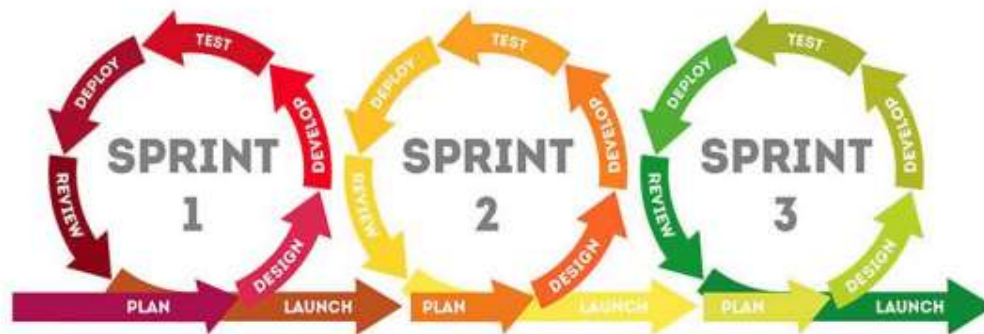 SPRINT
1
PLAN
DESIGN
DEVELOP
TEST
DEPLOY
REVIEW
LAUNCH
SPRINT
2
PLAN
DESIGN
DEVELOP
TEST
DEPLOY
REVIEW
LAUNCH
SPRINT
3
PLAN
DESIGN
DEVELOP
TEST
DEPLOY
REVIEW
LAUNCH